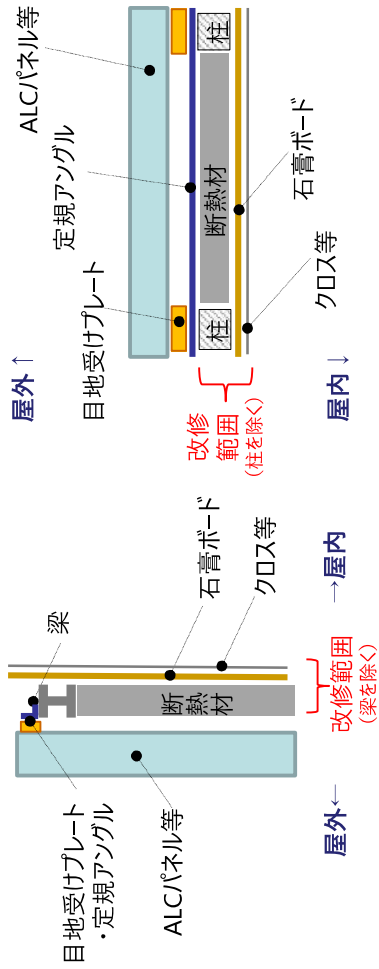 梁
石膏ボード
クロス等
断熱材
目地受けプレート
・定規アングル
ALCパネル等
屋外←
→屋内
改修範囲
(梁を除く)
屋外↑
ALCパネル等
定規アングル
目地受けプレート
柱
断熱材
柱
石膏ボード
クロス等
改修
範囲
(柱を除く)
屋内↓